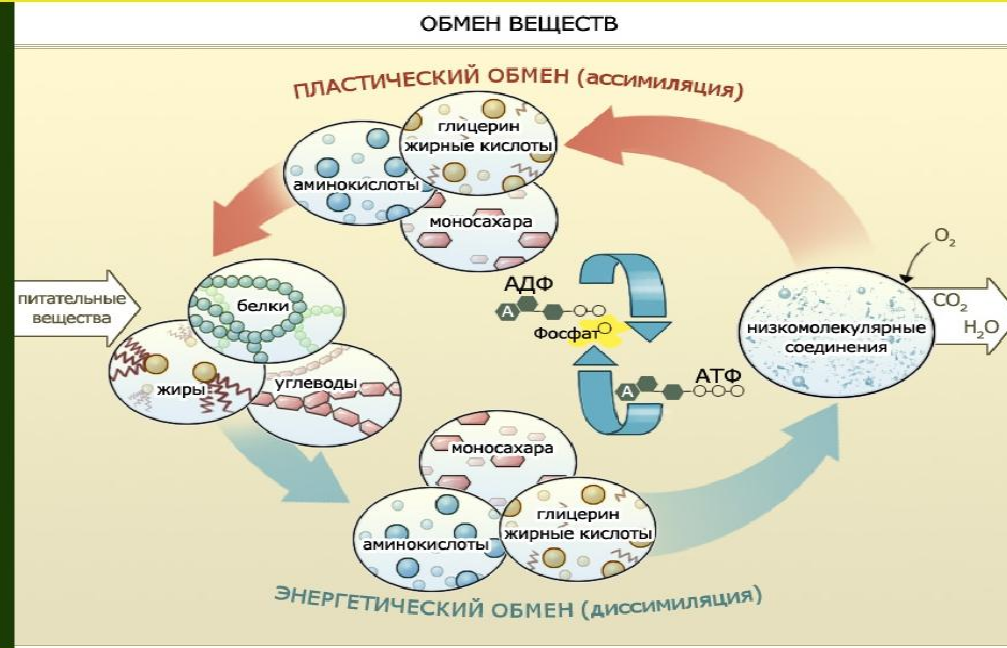 ОБМЕН ВЕЩЕСТВ
ПЛАСТИЧЕСКИЙ ОБМЕН (ассимиляция)
глицерин
жирные кислоты
аминокислоты
моносахара
O₂
питательные
вещества
белки
жиры
углеводы
АДФ
А
Фосфат
АТФ
А
низкомолекулярные
соединения
CO₂
H₂O
моносахара
глицерин
жирные кислоты
аминокислоты
ЭНЕРГЕТИЧЕСКИЙ ОБМЕН (диссимиляция)